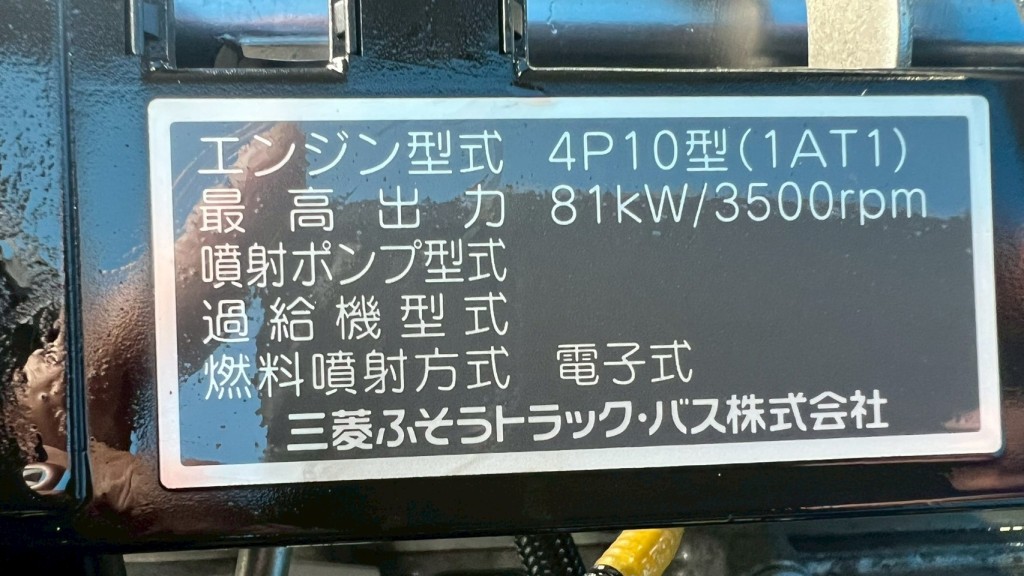 エンジン型式 4P10型(1AT1)
最高出力 81kW/3500rpm
噴射ポンプ型式
過給機型式
燃料噴射方式 電子式
三菱ふそうトラック・バス株式会社